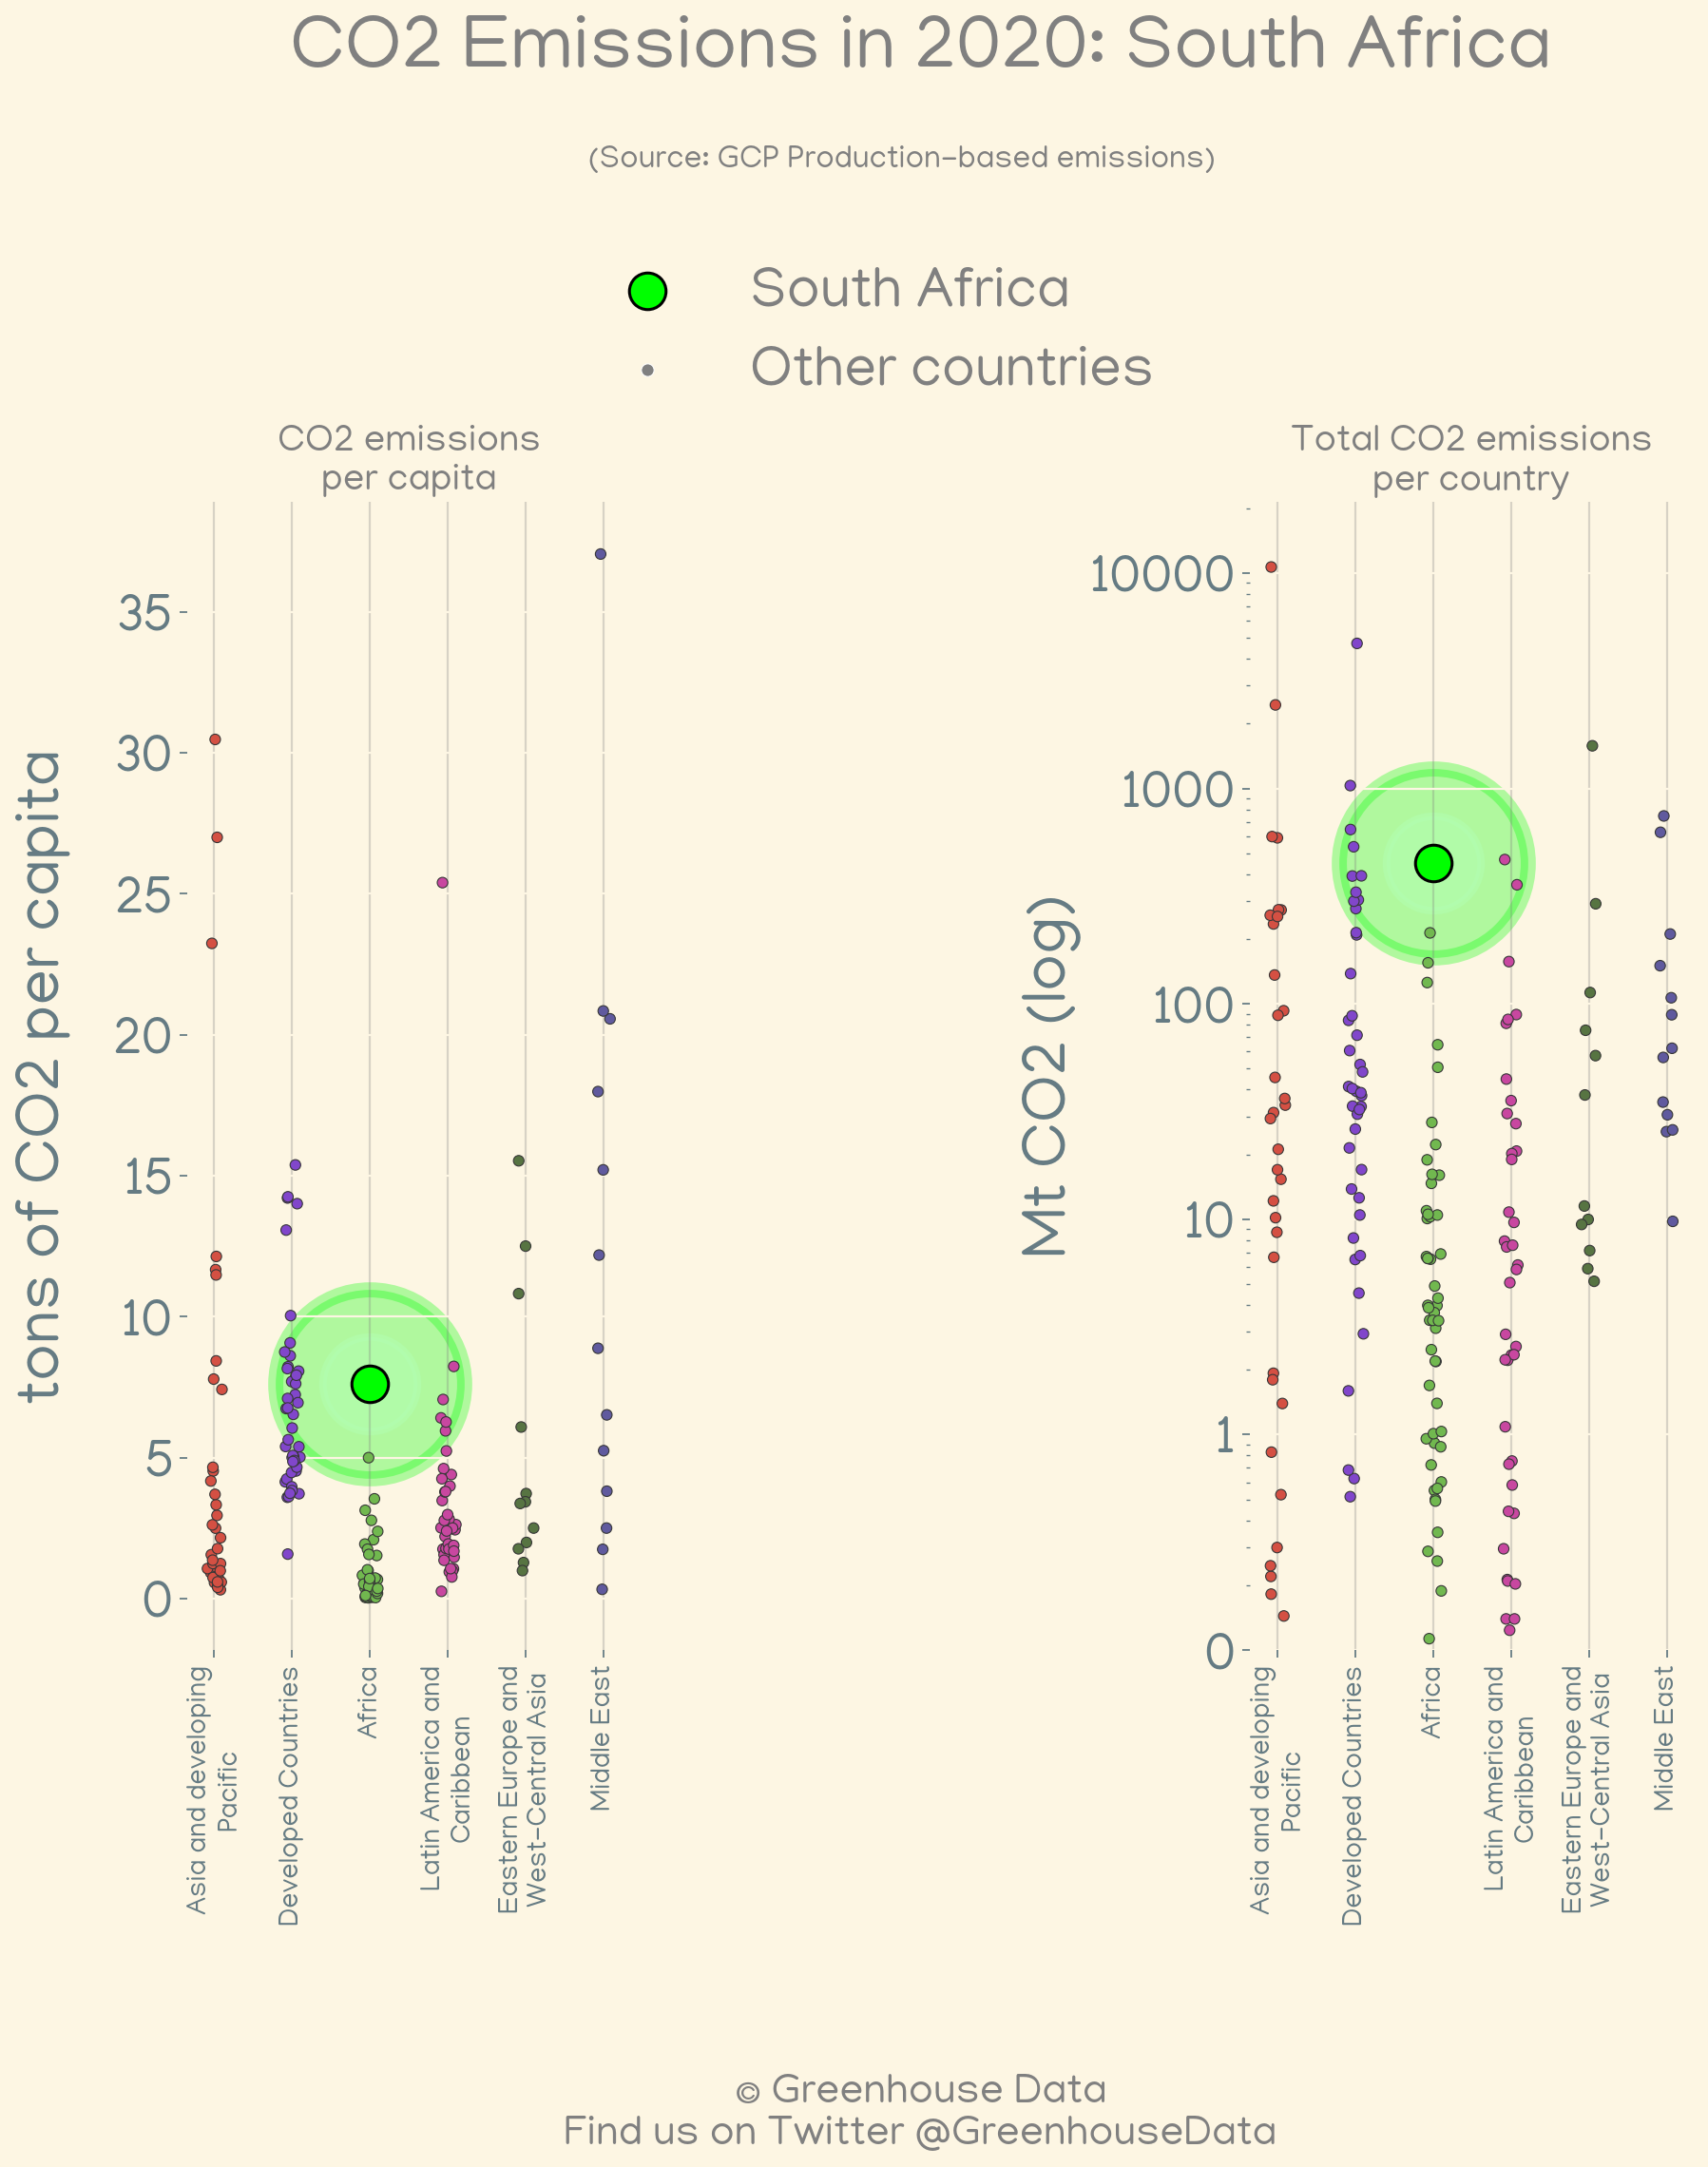 CO2 Emissions in 2020: South Africa
(Source: GCP Production-based emissions)
South Africa
Other countries
CO2 emissions
per capita
tons of CO2 per capita
35
30
25
20
15
10
5
0
Asia and developing
Pacific
Developed Countries
Africa
Latin America and
Caribbean
Eastern Europe and
West-Central Asia
Middle East
Total CO2 emissions
per country
Mt CO2 (log)
10000
1000
100
10
1
0
Asia and developing
Pacific
Developed Countries
Africa
Latin America and
Caribbean
Eastern Europe and
West-Central Asia
Middle East
© Greenhouse Data
Find us on Twitter @GreenhouseData